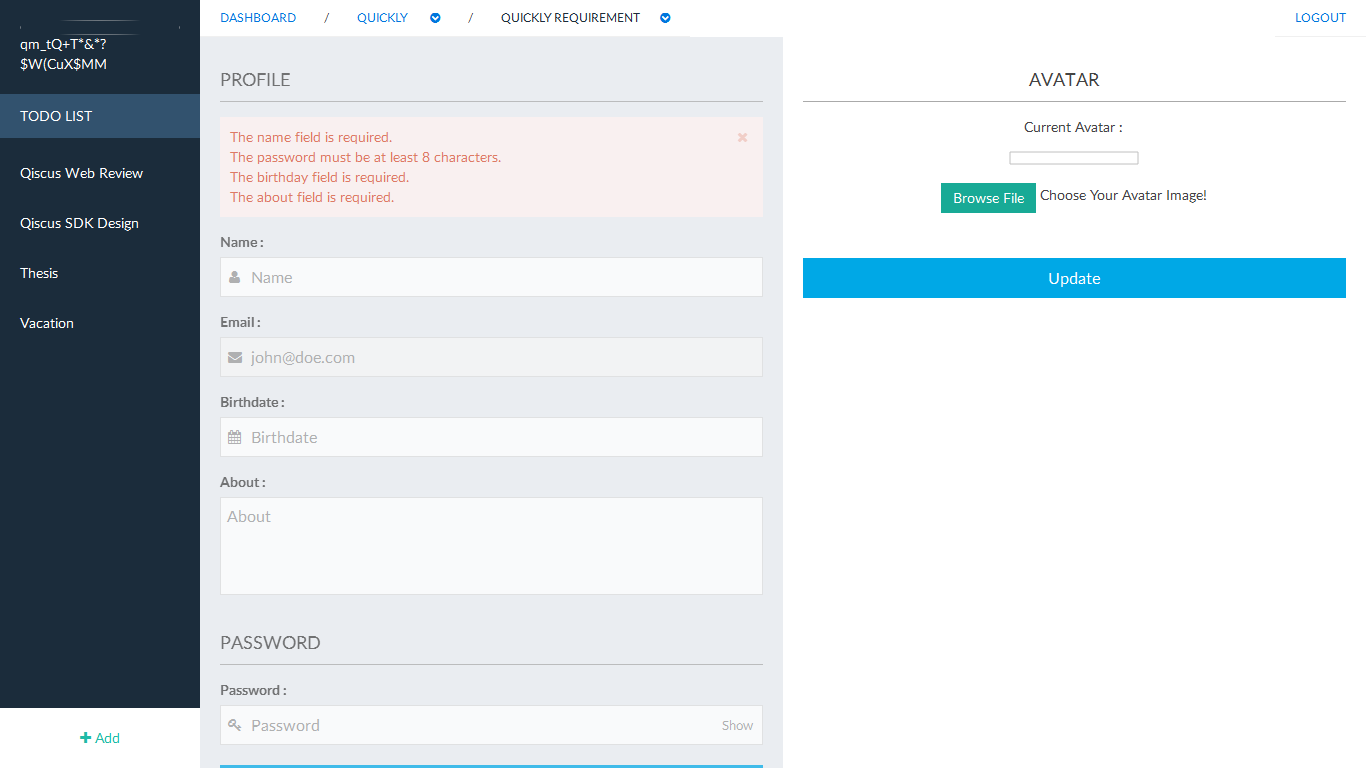 qm_tQ+T*&*?
$W(CuX$MM
TODO LIST
Qiscus Web Review
Qiscus SDK Design
Thesis
Vacation
+ Add
DASHBOARD / QUICKLY / QUICKLY REQUIREMENT
LOGOUT
PROFILE
The name field is required.
The password must be at least 8 characters.
The birthday field is required.
The about field is required.
Name :
Name
Email :
john@doe.com
Birthdate :
Birthdate
About :
About
PASSWORD
Password :
Password Show
AVATAR
Current Avatar :
Browse File Choose Your Avatar Image!
Update